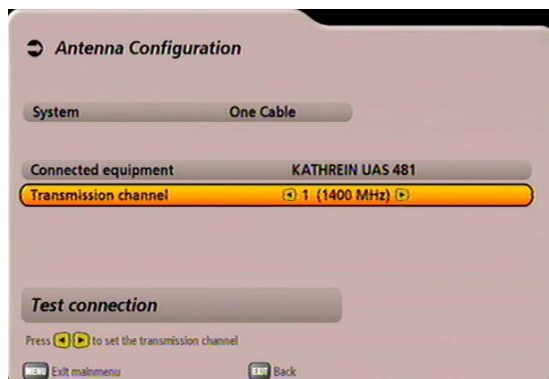 Antenna Configuration
System One Cable
Connected equipment KATHREIN UAS 481
Transmission channel 1 (1400 MHz)
Test connection
Press to set the transmission channel
MENU Exit mainmenu EXIT Back